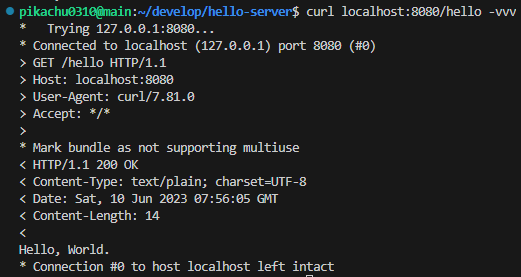 pikachu0310@main:~/develop/hello-server$ curl localhost:8080/hello -vvv
*   Trying 127.0.0.1:8080...
* Connected to localhost (127.0.0.1) port 8080 (#0)
> GET /hello HTTP/1.1
> Host: localhost:8080
> User-Agent: curl/7.81.0
> Accept: */*
>
* Mark bundle as not supporting multiuse
< HTTP/1.1 200 OK
< Content-Type: text/plain; charset=UTF-8
< Date: Sat, 10 Jun 2023 07:56:05 GMT
< Content-Length: 14
<
Hello, World.
* Connection #0 to host localhost left intact